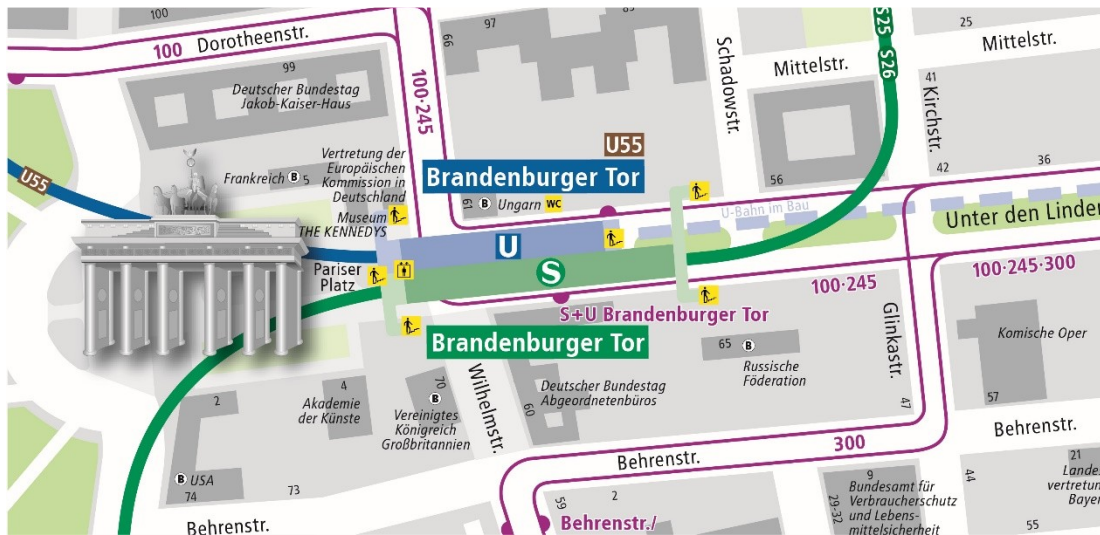 100
100
Dorotheenstr.
99
Deutscher Bundestag
Jakob-Kaiser-Haus
U55
Frankreich
B
5
Vertretung der
Europäischen
Kommission in
Deutschland
Museum
THE KENNEDYS
Pariser
Platz
66
97
100·245
U55
Brandenburger Tor
61
B
Ungarn
WC
U
S
S+U Brandenburger Tor
Brandenburger Tor
Schadowstr.
S25
S26
25
Mittelstr.
Mittelstr.
41
Kirchstr.
42
36
56
U-Bahn im Bau
Unter den Linden
100·245·300
100·245
Glinkastr.
Komische Oper
57
65
B
Russische
Föderation
47
2
4
Akademie
der Künste
70
B
Vereinigtes
Königreich
Großbritannien
Wilhelmstr.
60
Deutscher Bundestag
Abgeordnetenbüros
B
USA
74
73
Behrenstr.
Behrenstr.
300
Behrenstr.
59
2
Behrenstr./
9
29-32
Bundesamt für
Verbraucherschutz
und Lebens-
mittelsicherheit
44
21
Landes
vertretun
Bayer
55